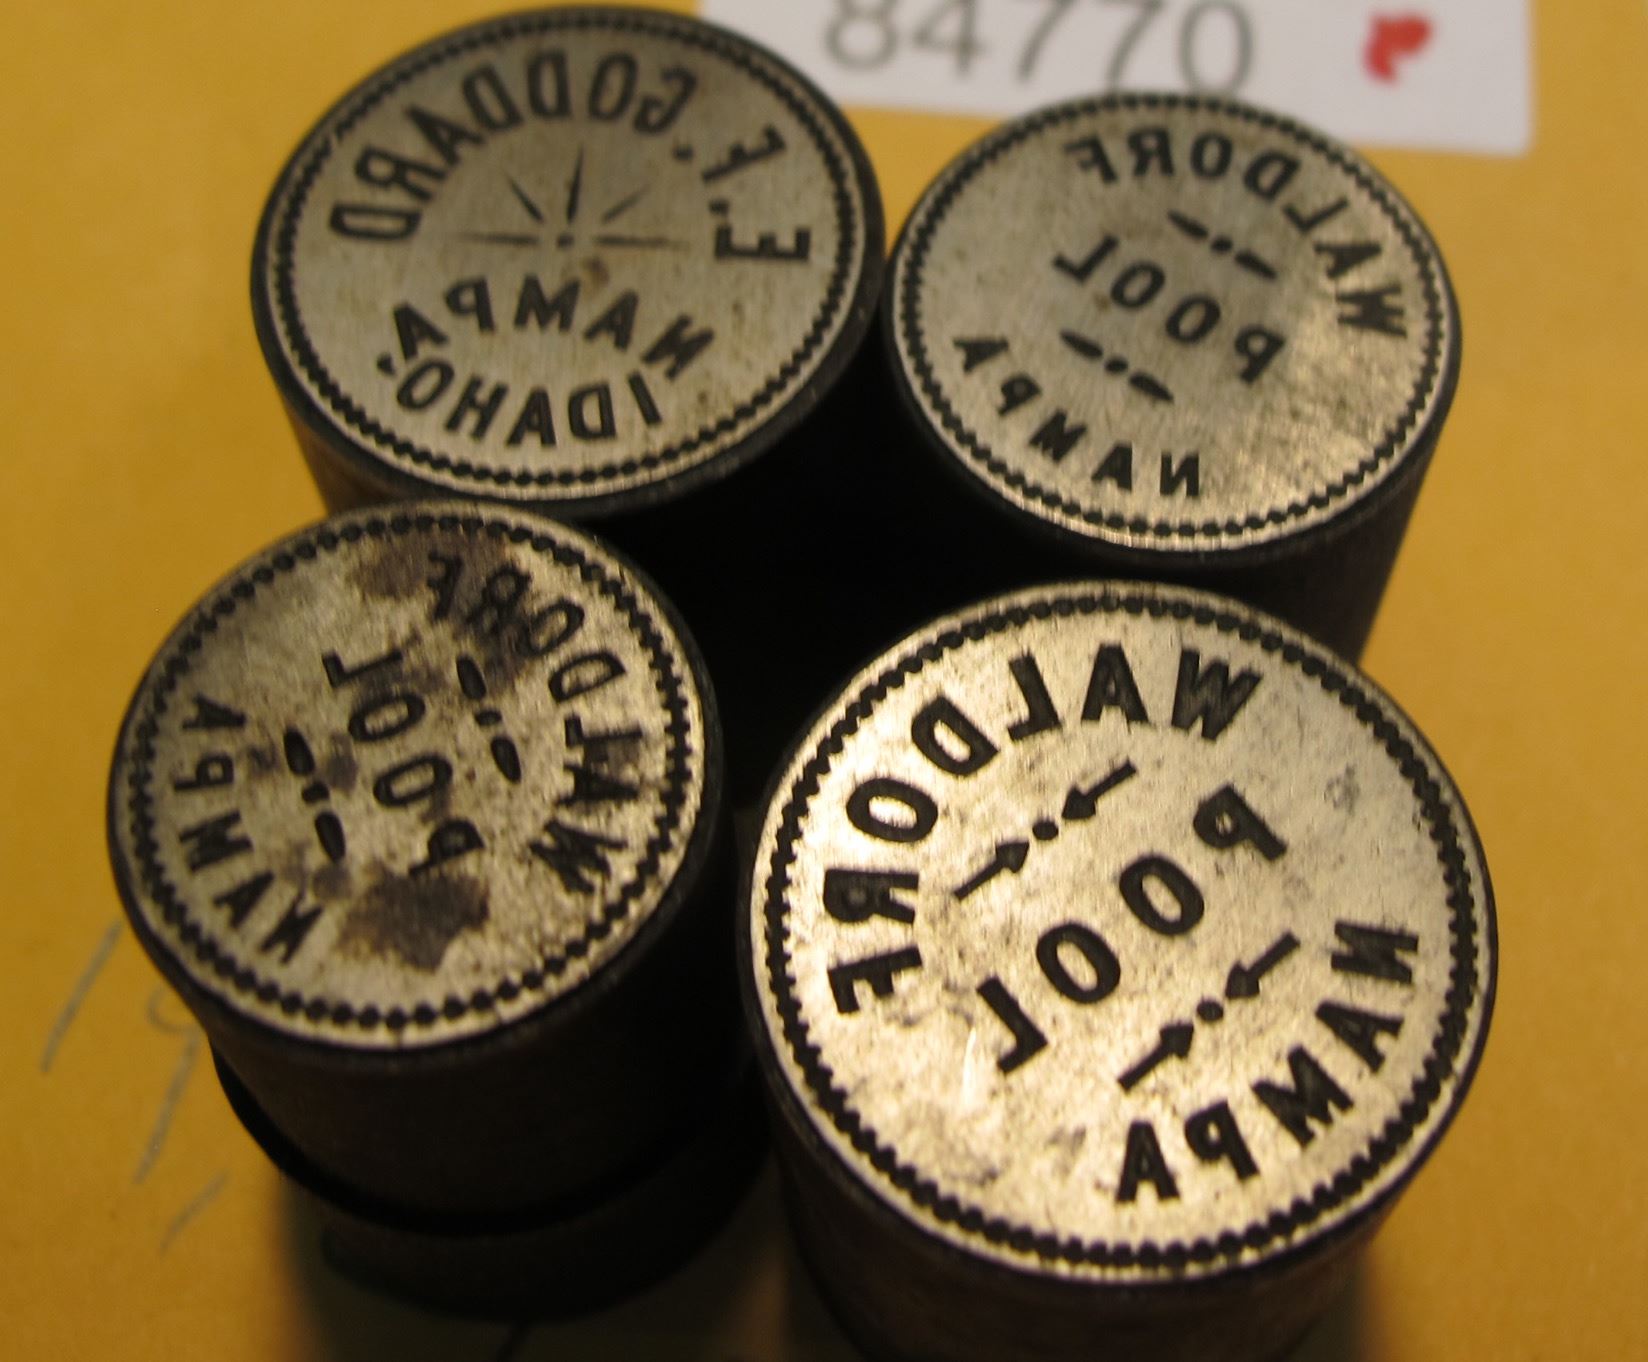 84770
E. F. GODDARD
NAMPA
IDAHO.
WALDORF
POOL
NAMPA
WALDORF
POOL
NAMPA
WALDORF
POOL
NAMPA